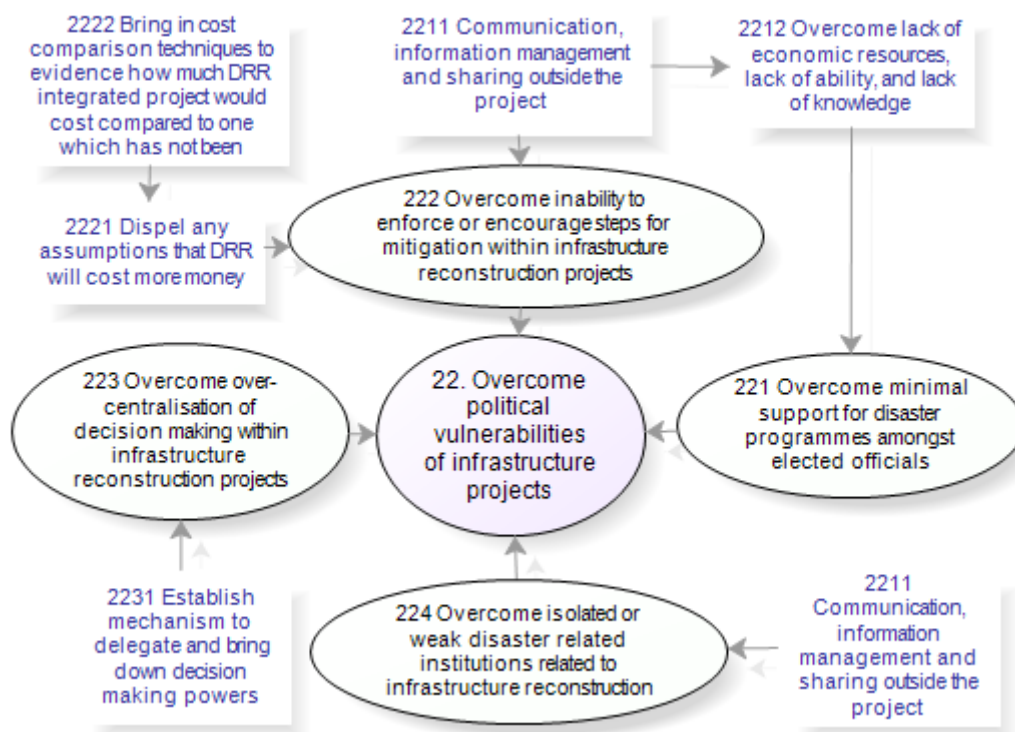 2222 Bring in cost
comparison techniques to
evidence how much DRR
integrated project would
cost compared to one
which has not been
2211 Communication,
information management
and sharing outside the
project
2212 Overcome lack of
economic resources,
lack of ability, and lack
of knowledge
2221 Dispel any
assumptions that DRR
will cost more money
222 Overcome inability to
enforce or encourage steps for
mitigation within infrastructure
reconstruction projects
223 Overcome over-
centralisation of
decision making within
infrastructure
reconstruction projects
22. Overcome
political
vulnerabilities
of infrastructure
projects
221 Overcome minimal
support for disaster
programmes amongst
elected officials
2231 Establish
mechanism to
delegate and bring
down decision
making powers
224 Overcome isolated or
weak disaster related
institutions related to
infrastructure reconstruction
2211
Communication,
information
management and
sharing outside the
project